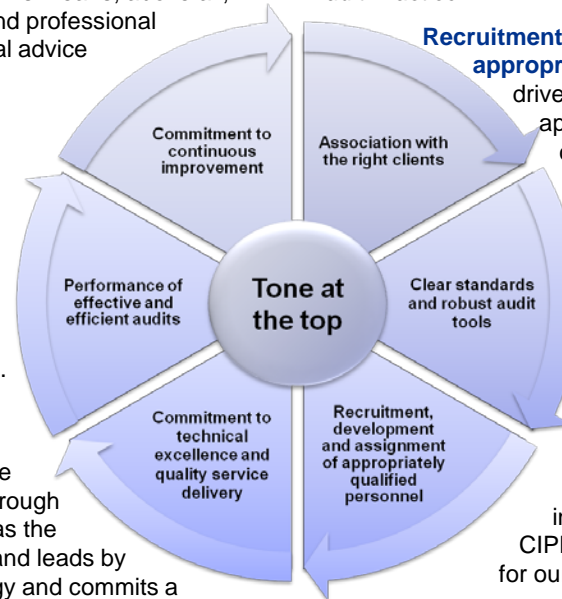 nd professional
al advice
Recruitment
appropr
drive
ap
Commitment to
continuous
improvement
Association with
the right clients
Performance of
effective and
efficient audits
Tone at
the top
Clear standards
and robust audit
tools
Commitment to
technical
excellence and
quality service
delivery
Recruitment,
development
and assignment
of appropriately
qualified
personnel
e
rough
as the
and leads by
gy and commits a
in
CIP
for ou